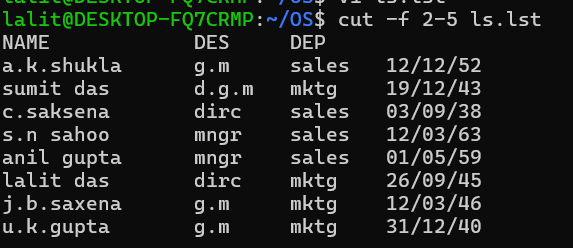 lalit@DESKTOP-FQ7CRMP:~/OS$ cut -f 2-5 ls.lst
NAME DES DEP
a.k.shukla g.m sales 12/12/52
sumit das d.g.m mktg 19/12/43
c.saksena dirc sales 03/09/38
s.n sahoo mngr sales 12/03/63
anil gupta mngr sales 01/05/59
lalit das dirc mktg 26/09/45
j.b.saxena g.m mktg 12/03/46
u.k.gupta g.m mktg 31/12/40